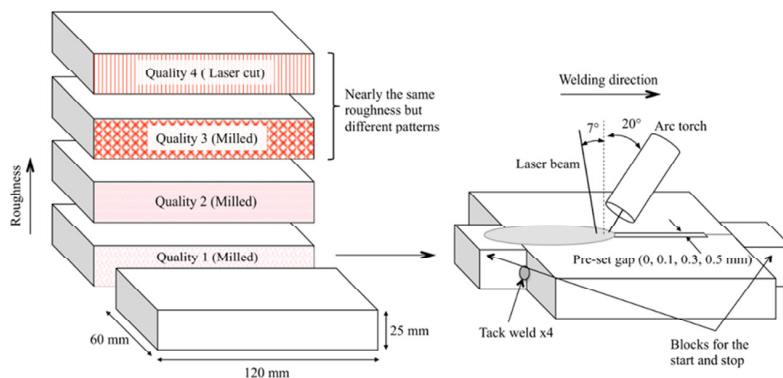 Quality 4 ( Laser cut)
Quality 3 (Milled)
Quality 2 (Milled)
Quality 1 (Milled)
Roughness
Nearly the same
roughness but
different patterns
60 mm
120 mm
25 mm
Welding direction
7°
20°
Arc torch
Laser beam
Pre-set gap (0, 0.1, 0.3, 0.5 mm)
Tack weld x4
Blocks for the
start and stop